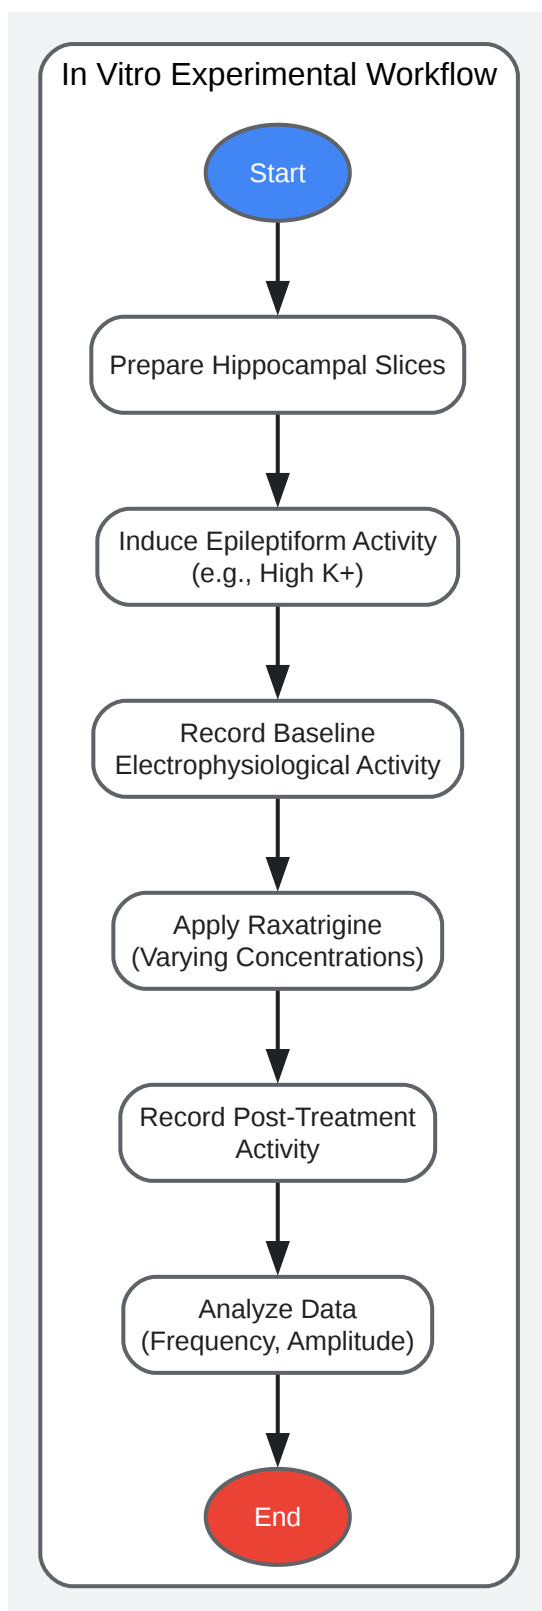 In Vitro Experimental Workflow
Start
Prepare Hippocampal Slices
Induce Epileptiform Activity
(e.g., High K+)
Record Baseline
Electrophysiological Activity
Apply Raxatrigine
(Varying Concentrations)
Record Post-Treatment
Activity
Analyze Data
(Frequency, Amplitude)
End